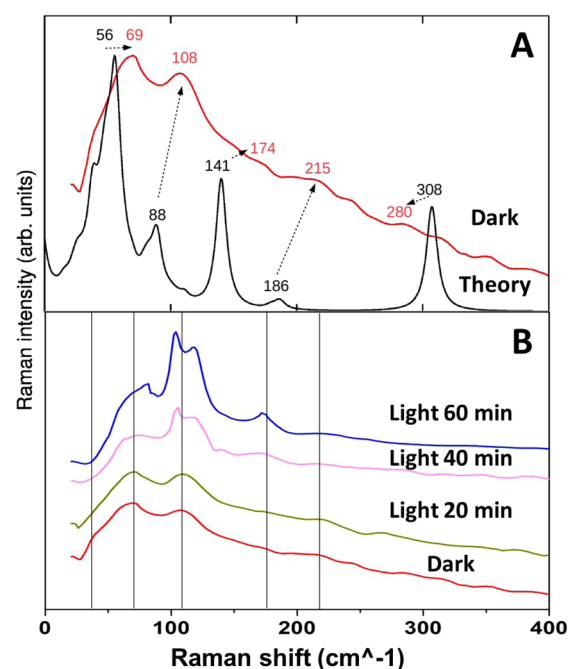 A
56 69
108
174
141
215
308
280
88
186
Dark
Theory
Raman intensity (arb. units)
B
Light 60 min
Light 40 min
Light 20 min
Dark
0 100 200 300 400
Raman shift (cm^-1)